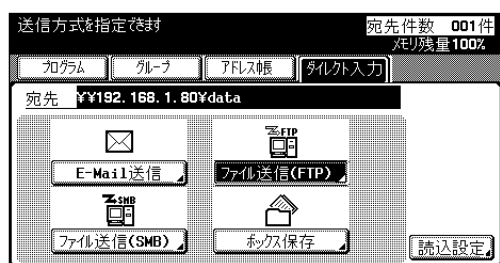 送信方式を指定できます
宛先件数 001件
メモリ残量100%
プログラム グループ アドレス帳 ダイレクト入力
宛先 ¥¥192.168.1.80¥data
FTP
E-Mail送信 ファイル送信(FTP)
SMB
ファイル送信(SMB) ボックス保存
読込設定